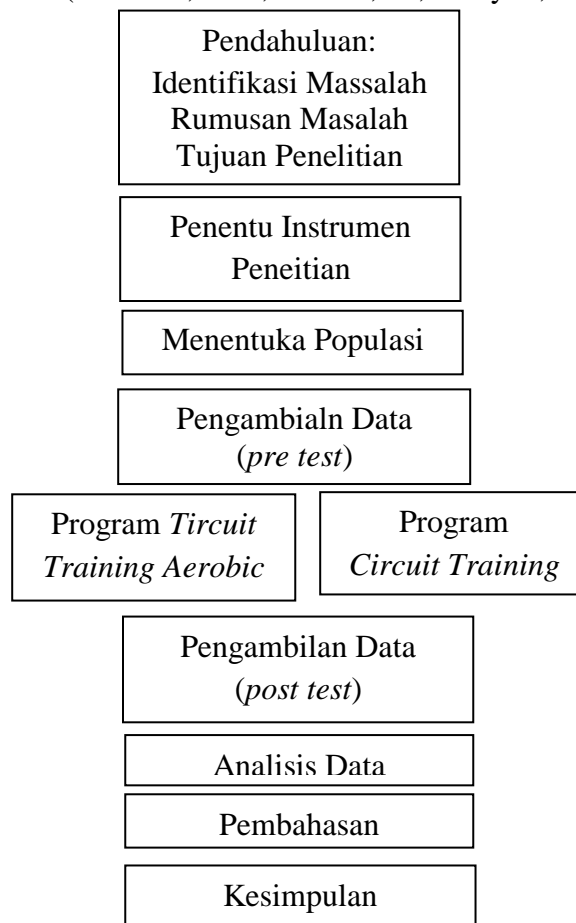 Pendahuluan:
Identifikasi Massalah
Rumusan Masalah
Tujuan Penelitian
Penentu Instrumen
Peneitian
Menentuka Populasi
Pengambialn Data
(pre test)
Program Tircuit
Training Aerobic
Program
Circuit Training
Pengambilan Data
(post test)
Analisis Data
Pembahasan
Kesimpulan